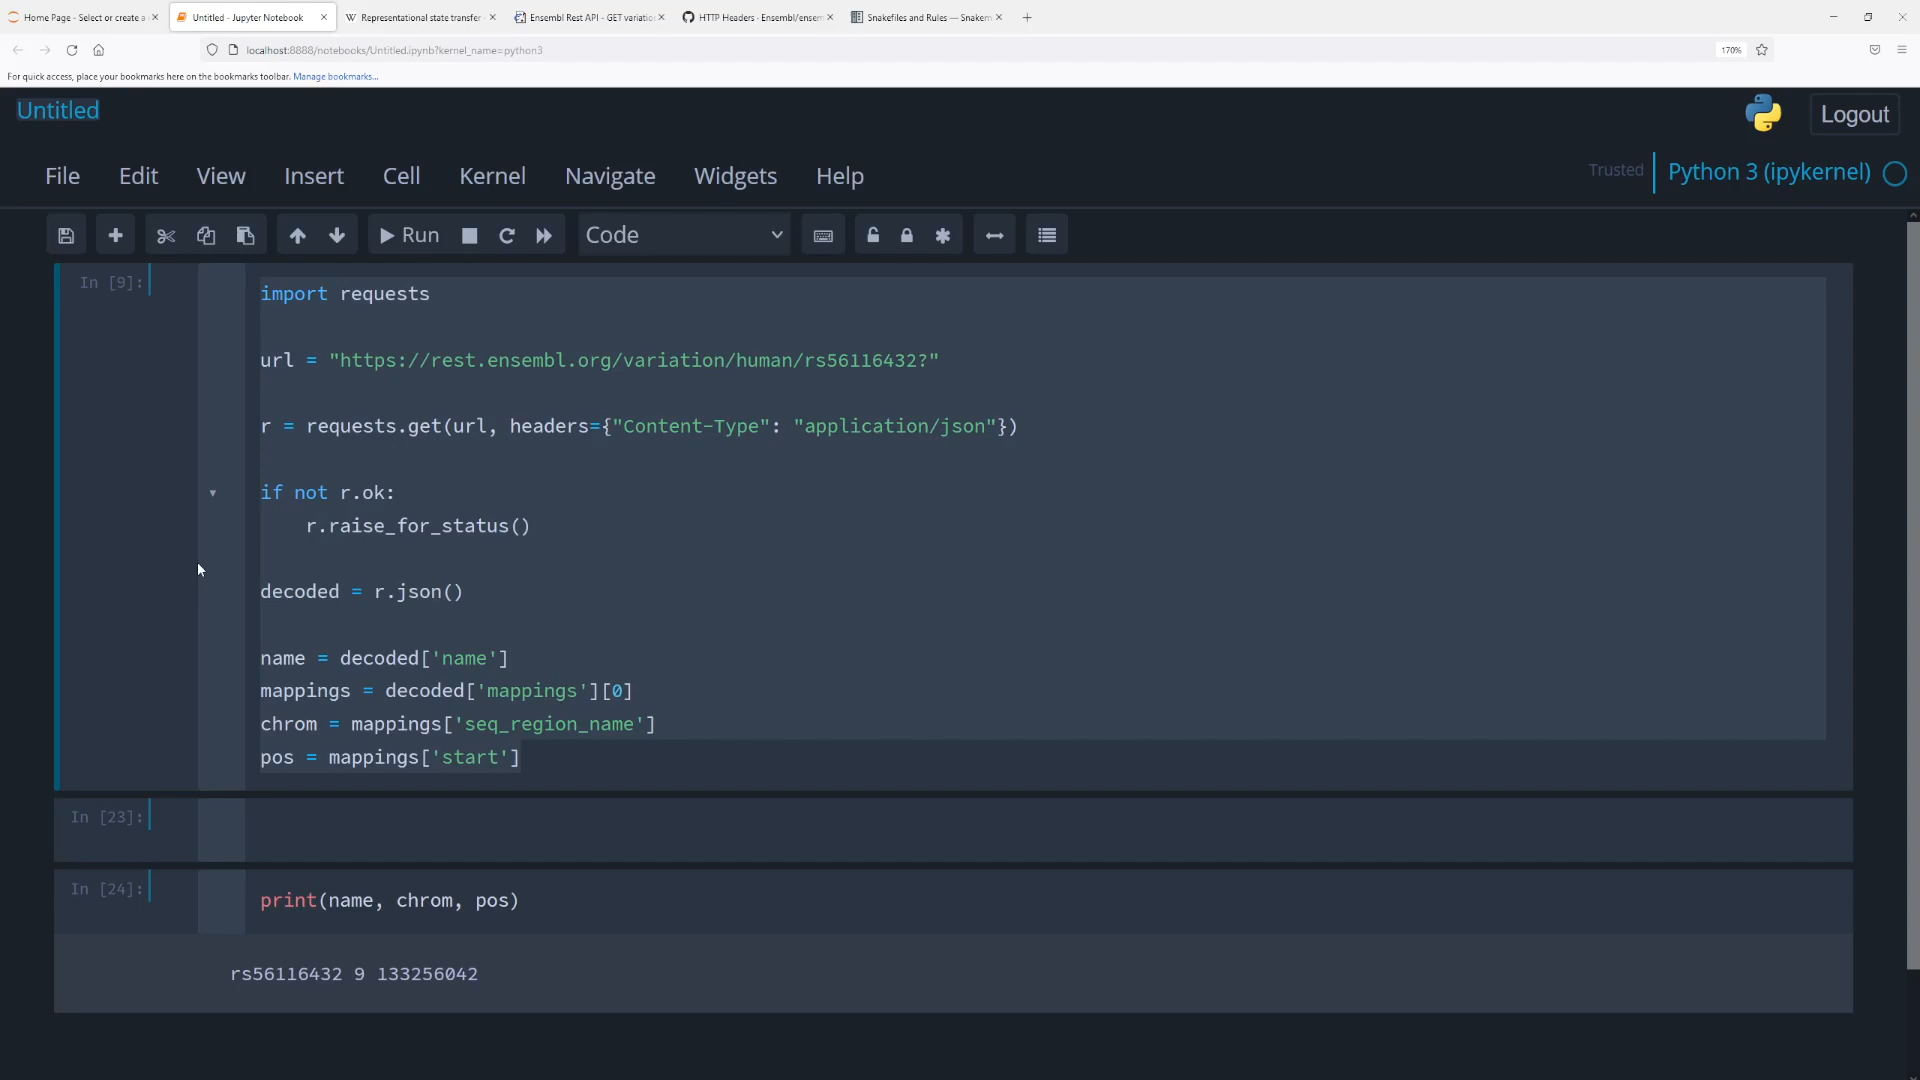 Home Page - Select or create a
Untitled - Jupyter Notebook
Representational state transfer
Ensembl Rest API - GET variatio
HTTP Headers · Ensembl/ensem
Snakefiles and Rules — Snakem
localhost:8888/notebooks/Untitled.ipynb?kernel_name=python3
170%
For quick access, place your bookmarks here on the bookmarks toolbar. Manage bookmarks...
Untitled
Logout
File Edit View Insert Cell Kernel Navigate Widgets Help
Trusted
Python 3 (ipykernel)
Run
Code
In [9]:
import requests
url = "https://rest.ensembl.org/variation/human/rs56116432?"
r = requests.get(url, headers={"Content-Type": "application/json"})
if not r.ok:
    r.raise_for_status()
decoded = r.json()
name = decoded['name']
mappings = decoded['mappings'][0]
chrom = mappings['seq_region_name']
pos = mappings['start']
In [23]:
In [24]:
print(name, chrom, pos)
rs56116432 9 133256042